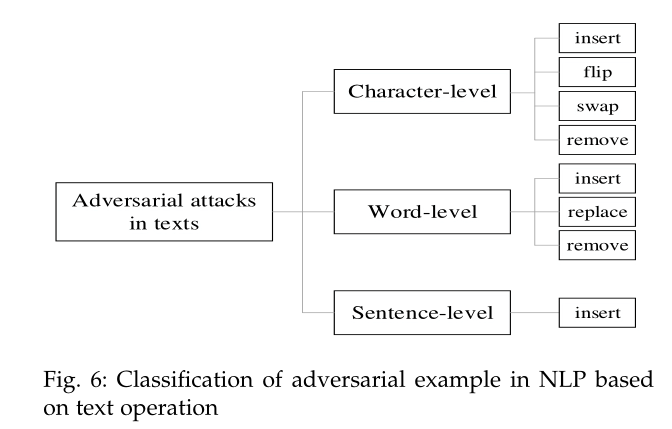 Adversarial attacks
in texts
Character-level
insert
flip
swap
remove
Word-level
insert
replace
remove
Sentence-level
insert
Fig. 6: Classification of adversarial example in NLP based
on text operation